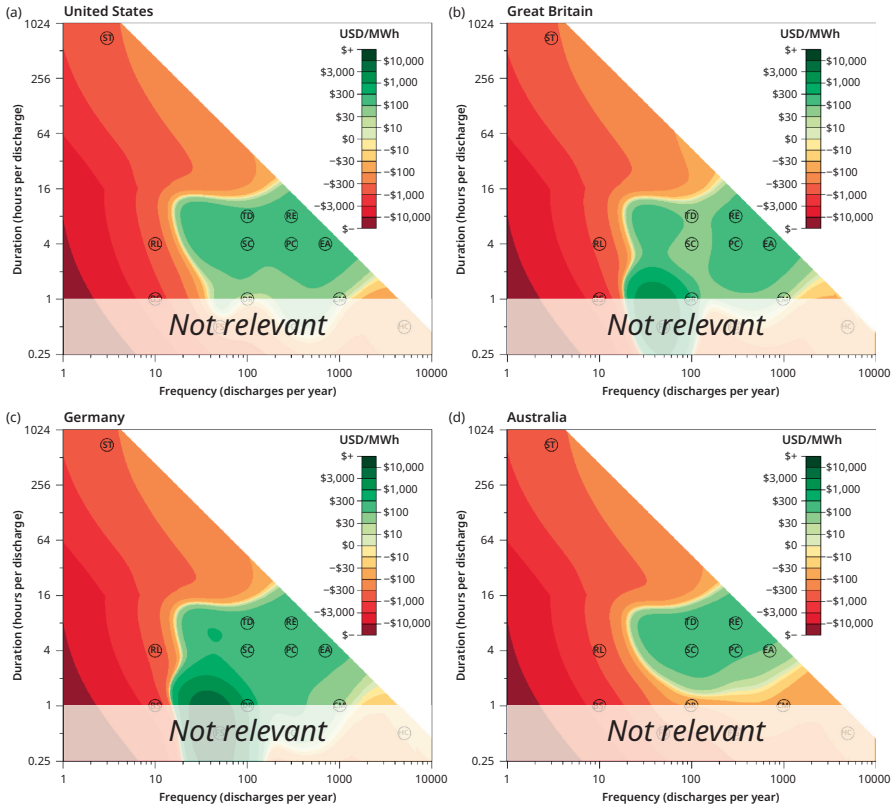 (a) United States
Duration (hours per discharge)
1024
256
64
16
4
1
0.25
ST
TD
RE
RL
SC
PC
EA
HC
Not relevant
1 10 100 1000 10000
Frequency (discharges per year)
USD/MWh
$+
$10,000
$3,000
$1,000
$300
$100
$30
$10
$0
−$10
−$30
−$100
−$300
−$1,000
−$3,000
−$10,000
$−
(b) Great Britain
Duration (hours per discharge)
1024
256
64
16
4
1
0.25
ST
TD
RE
RL
SC
PC
EA
HC
Not relevant
1 10 100 1000 10000
Frequency (discharges per year)
USD/MWh
$+
$10,000
$3,000
$1,000
$300
$100
$30
$10
$0
−$10
−$30
−$100
−$300
−$1,000
−$3,000
−$10,000
$−
(c) Germany
Duration (hours per discharge)
1024
256
64
16
4
1
0.25
ST
TD
RE
RL
SC
PC
EA
HC
Not relevant
1 10 100 1000 10000
Frequency (discharges per year)
USD/MWh
$+
$10,000
$3,000
$1,000
$300
$100
$30
$10
$0
−$10
−$30
−$100
−$300
−$1,000
−$3,000
−$10,000
$−
(d) Australia
Duration (hours per discharge)
1024
256
64
16
4
1
0.25
ST
TD
RE
RL
SC
PC
EA
HC
Not relevant
1 10 100 1000 10000
Frequency (discharges per year)
USD/MWh
$+
$10,000
$3,000
$1,000
$300
$100
$30
$10
$0
−$10
−$30
−$100
−$300
−$1,000
−$3,000
−$10,000
$−